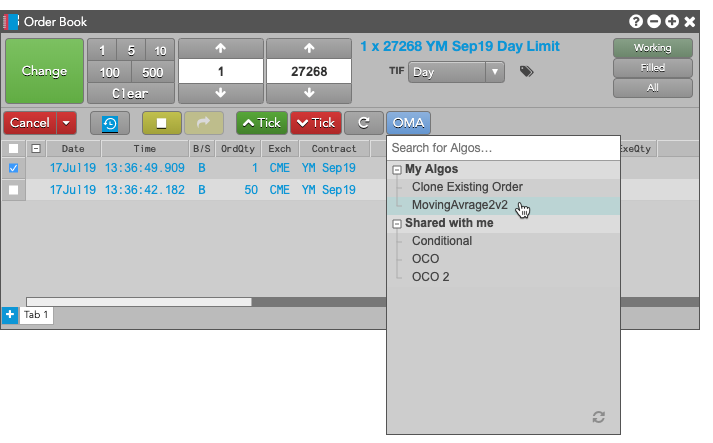 Order Book
1 x 27268 YM Sep19 Day Limit
Change
1 5 10
100 500
Clear
1
27268
TIF Day
Working
Filled
All
Cancel
Tick
Tick
OMA
Date Time B/S OrdQty Exch Contract ExeQty
17Jul19 13:36:49.909 B 1 CME YM Sep19
17Jul19 13:36:42.182 B 50 CME YM Sep19
Search for Algos...
My Algos
Clone Existing Order
MovingAvrage2v2
Shared with me
Conditional
OCO
OCO 2
Tab 1